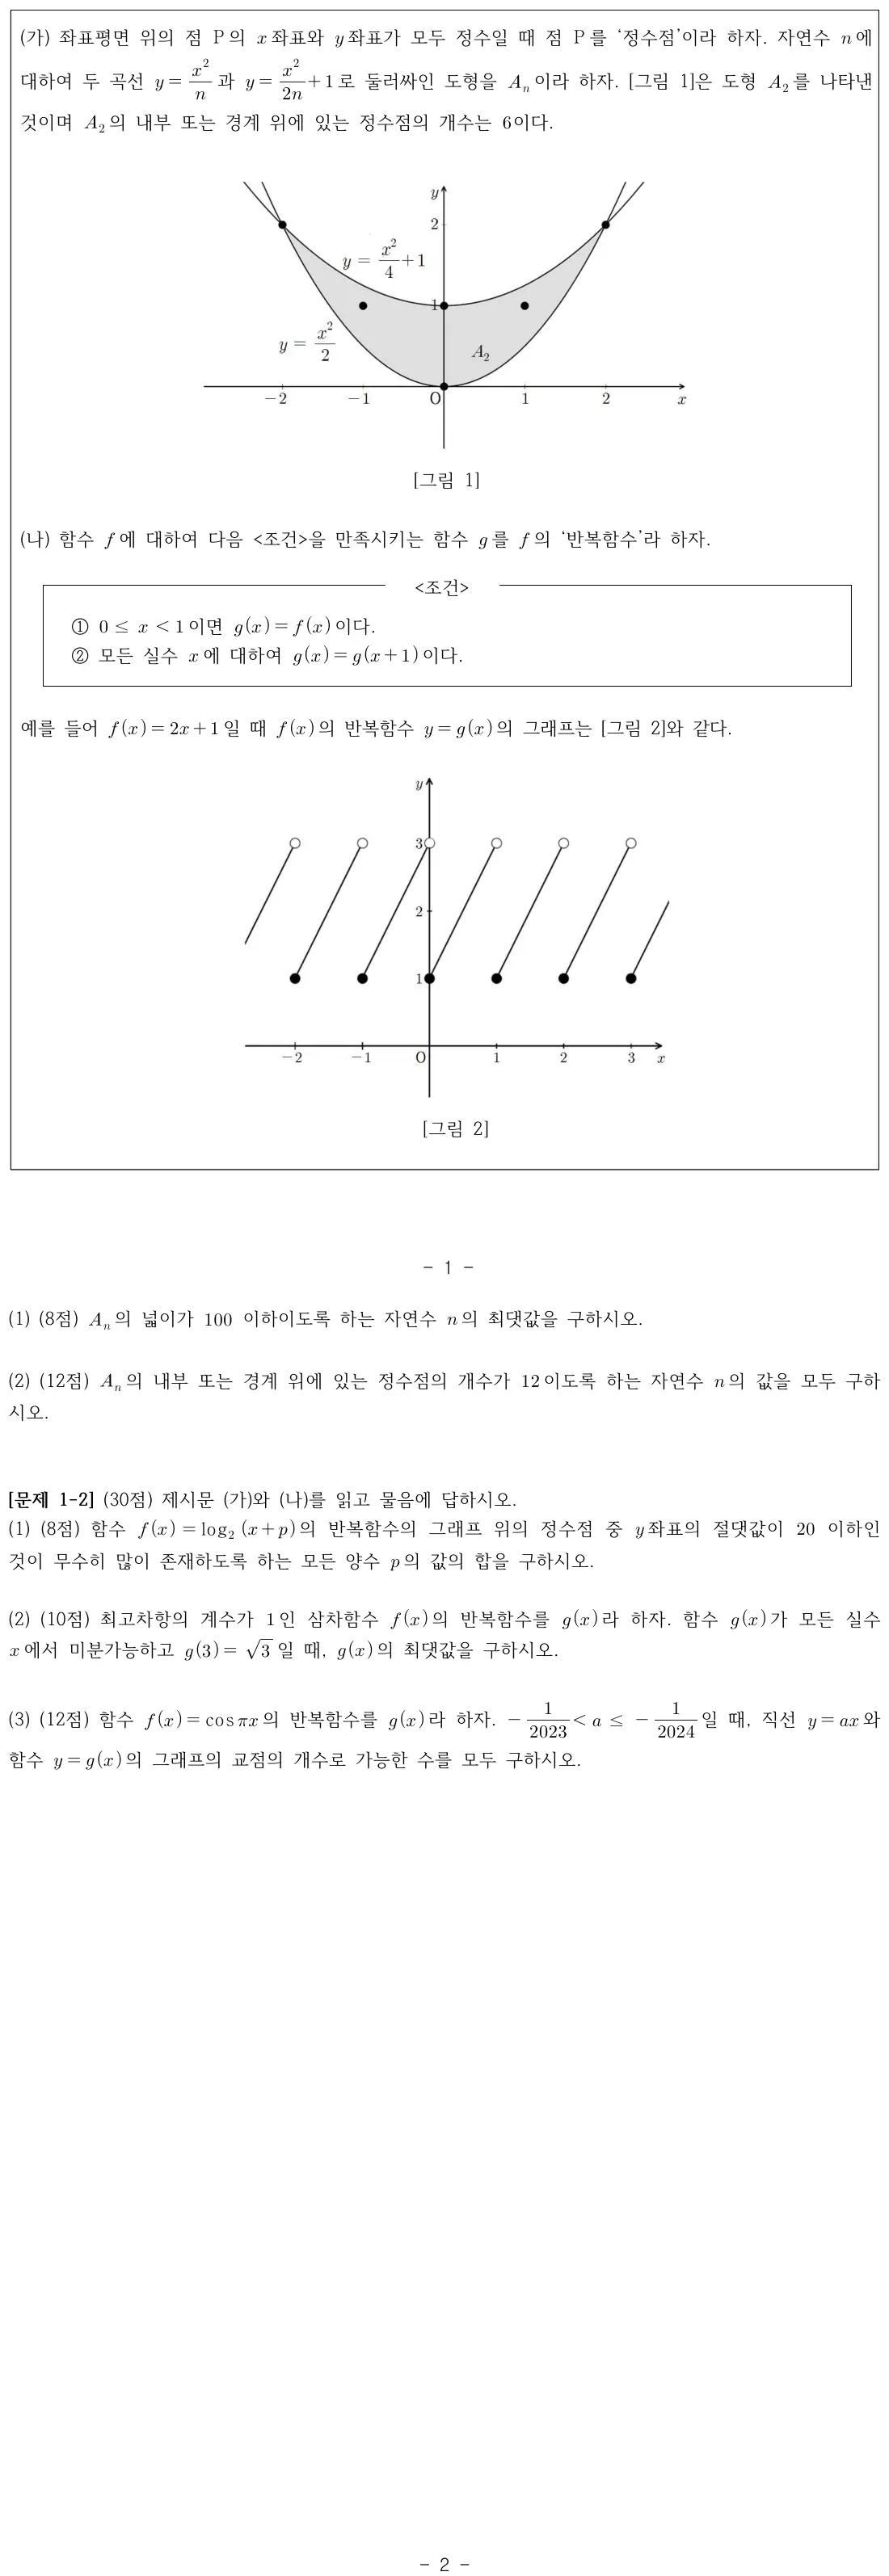 (가) 좌표평면 위의 점 P의 x좌표와 y좌표가 모두 정수일 때 점 P를 ‘정수점’이라 하자. 자연수 n에
대하여 두 곡선 y = x²/n 과 y = x²/2n + 1로 둘러싸인 도형을 Aₙ이라 하자. [그림 1]은 도형 A₂를 나타낸
것이며 A₂의 내부 또는 경계 위에 있는 정수점의 개수는 6이다.
y
2
y = x²/4 + 1
1
y = x²/2
A₂
−2 −1 O 1 2 x
[그림 1]
(나) 함수 f에 대하여 다음 <조건>을 만족시키는 함수 g를 f의 ‘반복함수’라 하자.
<조건>
① 0 ≤ x < 1이면 g(x) = f(x)이다.
② 모든 실수 x에 대하여 g(x) = g(x+1)이다.
예를 들어 f(x) = 2x+1일 때 f(x)의 반복함수 y = g(x)의 그래프는 [그림 2]와 같다.
y
3
2
1
−2 −1 O 1 2 3 x
[그림 2]
- 1 -
(1) (8점) Aₙ의 넓이가 100 이하이도록 하는 자연수 n의 최댓값을 구하시오.
(2) (12점) Aₙ의 내부 또는 경계 위에 있는 정수점의 개수가 12이도록 하는 자연수 n의 값을 모두 구하
시오.
[문제 1-2] (30점) 제시문 (가)와 (나)를 읽고 물음에 답하시오.
(1) (8점) 함수 f(x) = log₂(x+p)의 반복함수의 그래프 위의 정수점 중 y좌표의 절댓값이 20 이하인
것이 무수히 많이 존재하도록 하는 모든 양수 p의 값의 합을 구하시오.
(2) (10점) 최고차항의 계수가 1인 삼차함수 f(x)의 반복함수를 g(x)라 하자. 함수 g(x)가 모든 실수
x에서 미분가능하고 g(3) = √3일 때, g(x)의 최댓값을 구하시오.
(3) (12점) 함수 f(x) = cosπx의 반복함수를 g(x)라 하자. −1/2023 < a ≤ −1/2024일 때, 직선 y = ax와
함수 y = g(x)의 그래프의 교점의 개수로 가능한 수를 모두 구하시오.
- 2 -